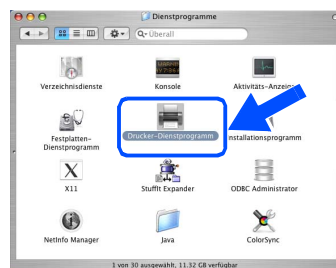 Dienstprogramme
Überall
Verzeichnisdienste
Konsole
Aktivitäts-Anzeige
Festplatten-
Dienstprogramm
Drucker-Dienstprogramm
nstallationsprogramm
X11
StuffIt Expander
ODBC Administrator
NetInfo Manager
Java
ColorSync
1 von 30 ausgewählt, 11.32 GB verfügbar